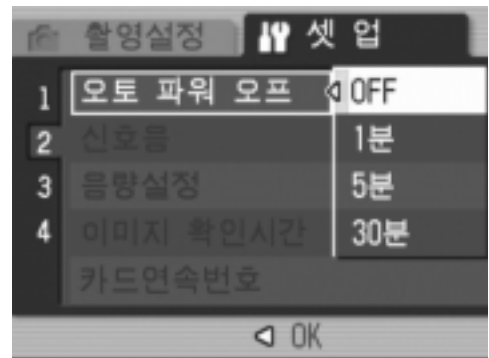 촬영설정 셋 업
1 오토 파워 오프 OFF
2 신호음 1분
3 음량설정 5분
4 이미지 확인시간 30분
카드연속번호
OK